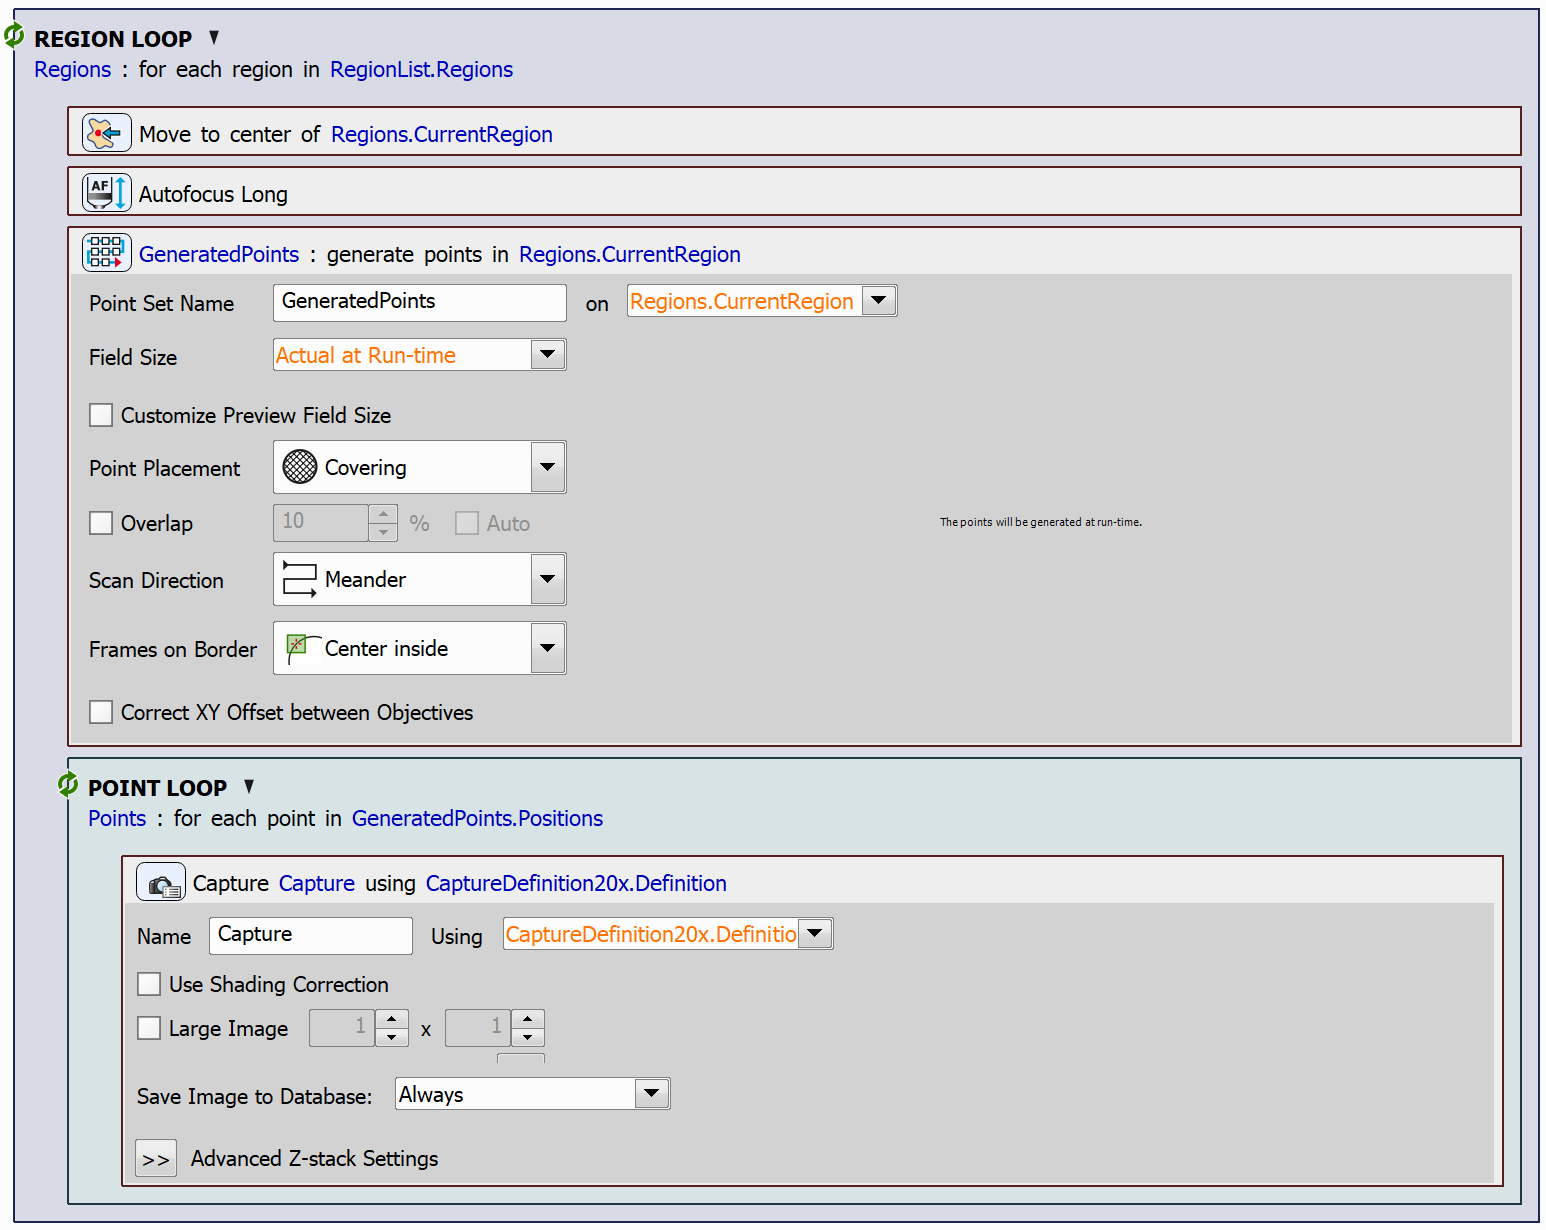 REGION LOOP
Regions : for each region in RegionList.Regions
Move to center of Regions.CurrentRegion
AF Autofocus Long
GeneratedPoints : generate points in Regions.CurrentRegion
Point Set Name GeneratedPoints on Regions.CurrentRegion
Field Size Actual at Run-time
Customize Preview Field Size
Point Placement Covering
Overlap 10 % Auto
The points will be generated at run-time.
Scan Direction Meander
Frames on Border Center inside
Correct XY Offset between Objectives
POINT LOOP
Points : for each point in GeneratedPoints.Positions
Capture Capture using CaptureDefinition20x.Definition
Name Capture Using CaptureDefinition20x.Definitio
Use Shading Correction
Large Image 1 x 1
Save Image to Database: Always
>> Advanced Z-stack Settings